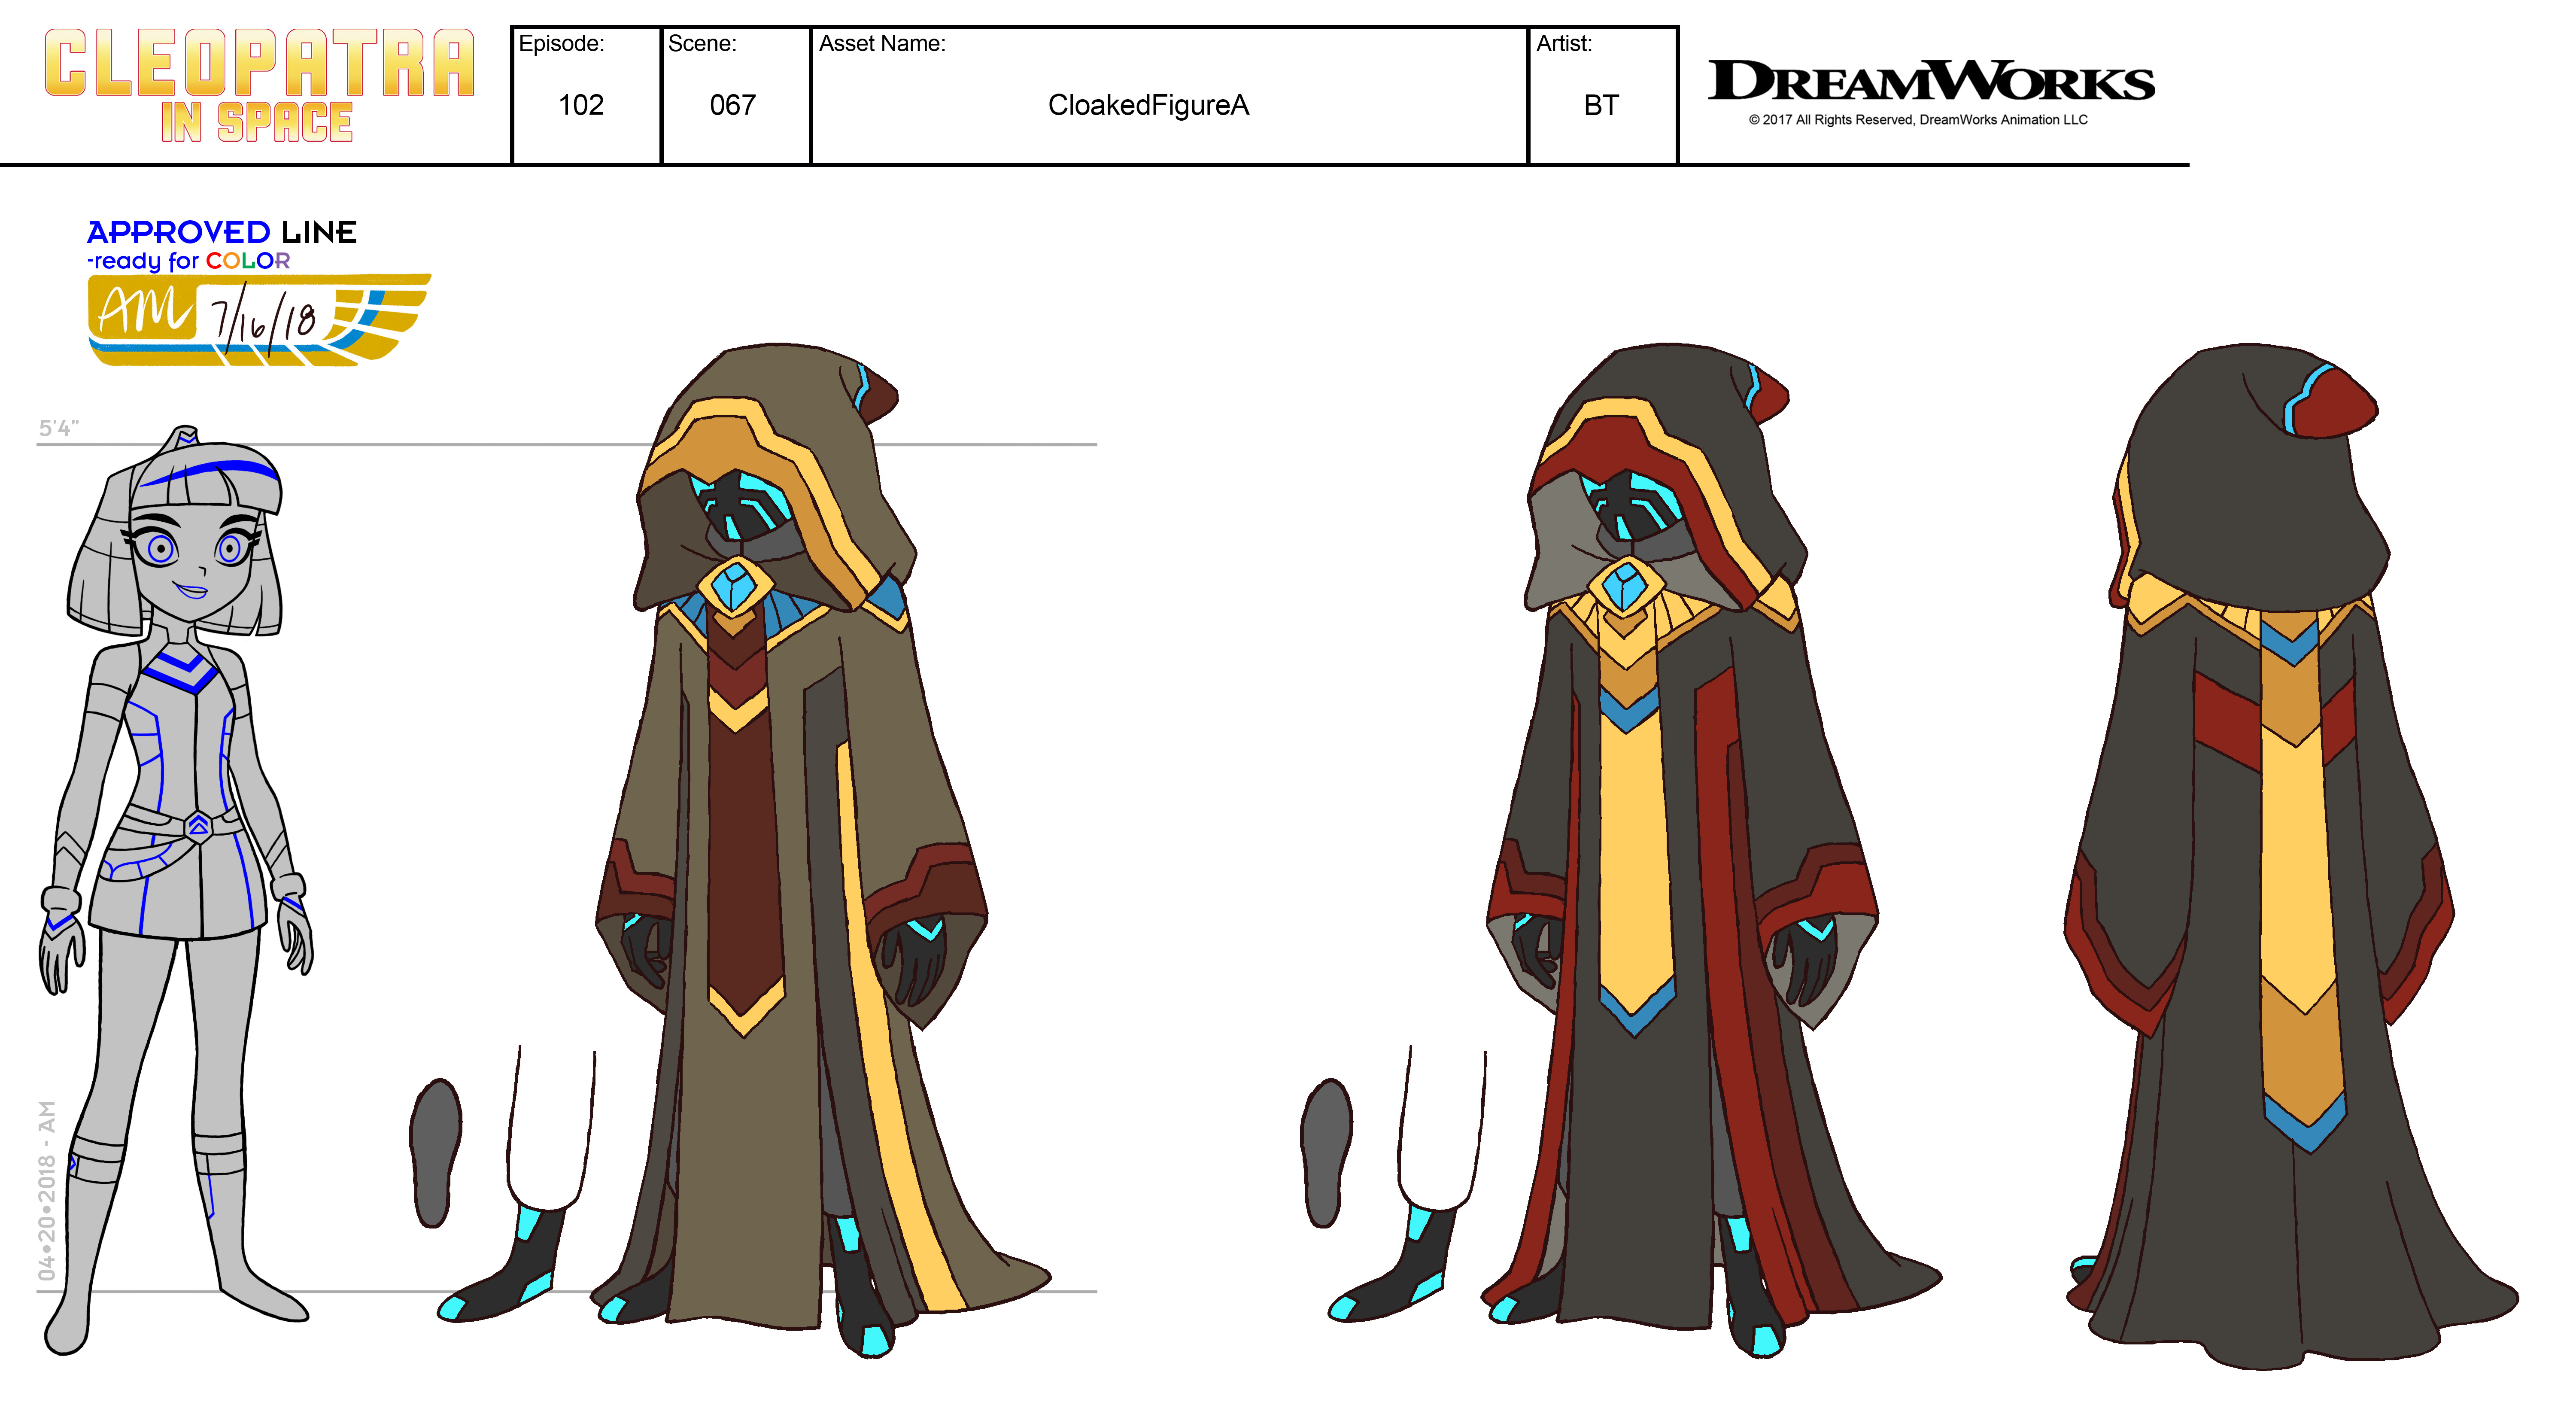 CLEOPATRA
IN SPACE
Episode:
102
Scene:
067
Asset Name:
CloakedFigureA
Artist:
BT
DREAMWORKS
© 2017 All Rights Reserved, DreamWorks Animation LLC
APPROVED LINE
-ready for COLOR
AM 7/16/18
5'4"
04•20•2018 - AM